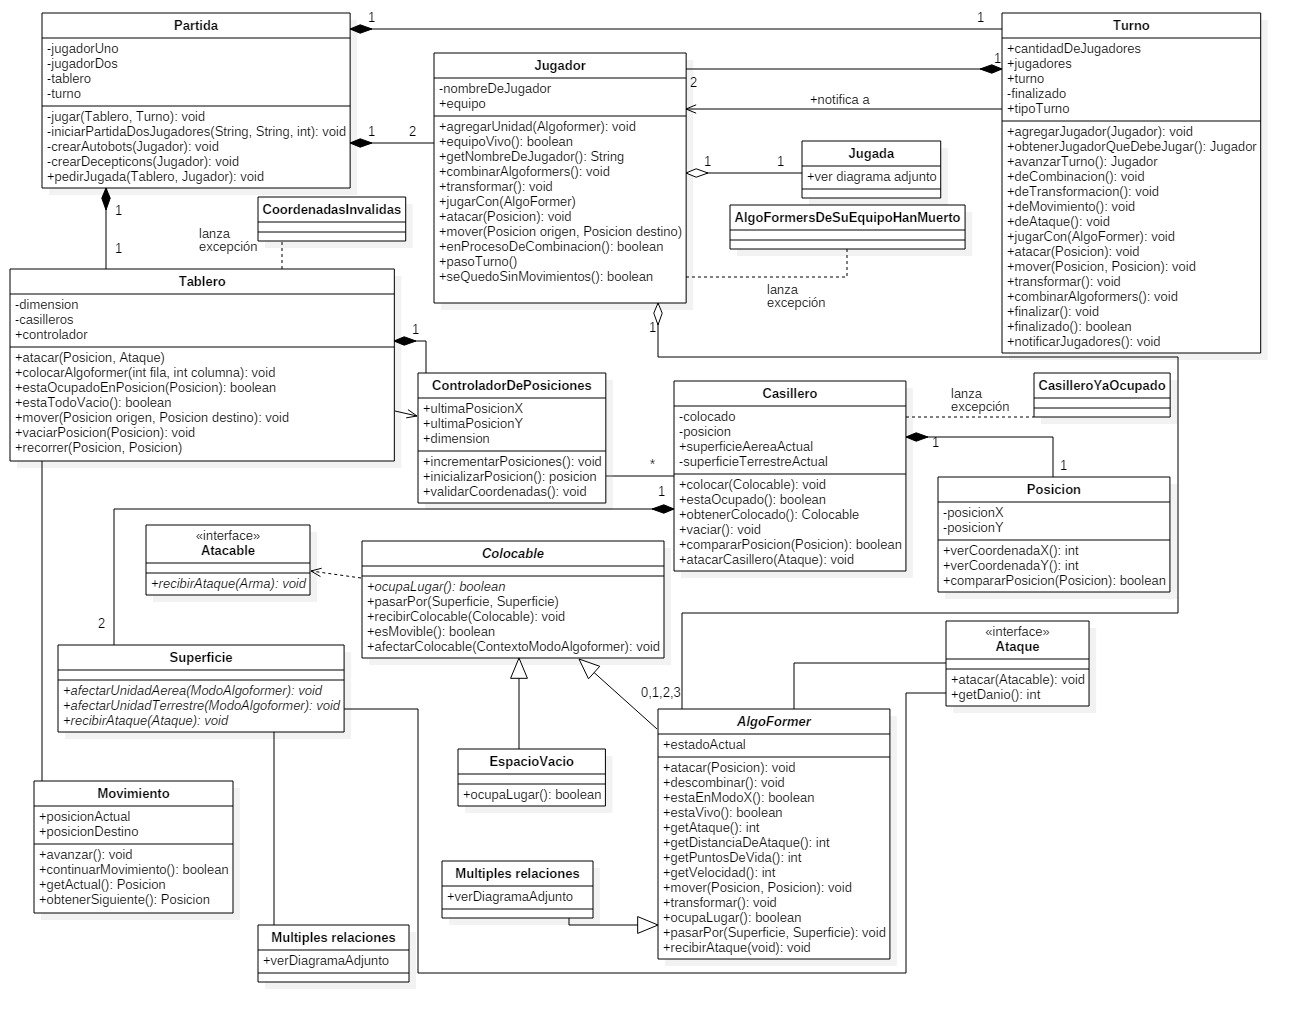 Partida
-jugadorUno
-jugadorDos
-tablero
-turno
-jugar(Tablero, Turno): void
-iniciarPartidaDosJugadores(String, String, int): void
-crearAutobots(Jugador): void
-crearDecepticons(Jugador): void
+pedirJugada(Tablero, Jugador): void
1
1
Turno
+cantidadDeJugadores
+jugadores
+turno
-finalizado
+tipoTurno
+agregarJugador(Jugador): void
+obtenerJugadorQueDebeJugar(): Jugador
+avanzarTurno(): Jugador
+deCombinacion(): void
+deTransformacion(): void
+deMovimiento(): void
+deAtaque(): void
+jugarCon(AlgoFormer): void
+atacar(Posicion): void
+mover(Posicion, Posicion): void
+transformar(): void
+combinarAlgoformers(): void
+finalizar(): void
+finalizado(): boolean
+notificarJugadores(): void
1
2
+notifica a
1
2
Jugador
-nombreDeJugador
+equipo
+agregarUnidad(Algoformer): void
+equipoVivo(): boolean
+getNombreDeJugador(): String
+combinarAlgoformers(): void
+transformar(): void
+jugarCon(AlgoFormer)
+atacar(Posicion): void
+mover(Posicion origen, Posicion destino): void
+enProcesoDeCombinacion(): boolean
+pasoTurno()
+seQuedoSinMovimientos(): boolean
1
1
Jugada
+ver diagrama adjunto
AlgoFormersDeSuEquipoHanMuerto
lanza
excepción
1
1
1
CoordenadasInvalidas
lanza
excepción
Tablero
-dimension
-casilleros
+controlador
+atacar(Posicion, Ataque)
+colocarAlgoformer(int fila, int columna): void
+estaOcupadoEnPosicion(Posicion): boolean
+estaTodoVacio(): boolean
+mover(Posicion origen, Posicion destino): void
+vaciarPosicion(Posicion): void
+recorrer(Posicion, Posicion)
1
ControladorDePosiciones
+ultimaPosicionX
+ultimaPosicionY
+dimension
+incrementarPosiciones(): void
+inicializarPosicion(): posicion
+validarCoordenadas(): void
*
1
Casillero
-colocado
-posicion
+superficieAereaActual
-superficieTerrestreActual
+colocar(Colocable): void
+estaOcupado(): boolean
+obtenerColocado(): Colocable
+vaciar(): void
+compararPosicion(Posicion): boolean
+atacarCasillero(Ataque): void
lanza
excepción
CasilleroYaOcupado
1
1
Posicion
-posicionX
-posicionY
+verCoordenadaX(): int
+verCoordenadaY(): int
+compararPosicion(Posicion): boolean
«interface»
Atacable
+recibirAtaque(Arma): void
Colocable
+ocupaLugar(): boolean
+pasarPor(Superficie, Superficie)
+recibirColocable(Colocable): void
+esMovible(): boolean
+afectarColocable(ContextoModoAlgoformer): void
2
Superficie
+afectarUnidadAerea(ModoAlgoformer): void
+afectarUnidadTerrestre(ModoAlgoformer): void
+recibirAtaque(Ataque): void
«interface»
Ataque
+atacar(Atacable): void
+getDanio(): int
0,1,2,3
AlgoFormer
+estadoActual
+atacar(Posicion): void
+descombinar(): void
+estaEnModoX(): boolean
+estaVivo(): boolean
+getAtaque(): int
+getDistanciaDeAtaque(): int
+getPuntosDeVida(): int
+getVelocidad(): int
+mover(Posicion, Posicion): void
+transformar(): void
+ocupaLugar(): boolean
+pasarPor(Superficie, Superficie): void
+recibirAtaque(void): void
EspacioVacio
+ocupaLugar(): boolean
Movimiento
+posicionActual
+posicionDestino
+avanzar(): void
+continuarMovimiento(): boolean
+getActual(): Posicion
+obtenerSiguiente(): Posicion
Multiples relaciones
+verDiagramaAdjunto
Multiples relaciones
+verDiagramaAdjunto